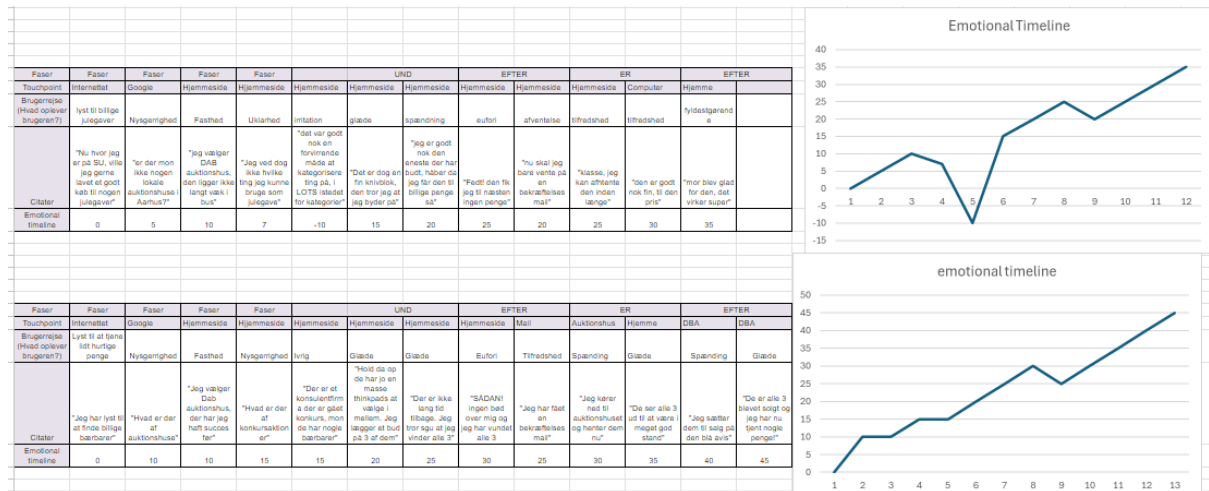 Emotional Timeline
40
35
30
25
20
15
10
5
0
-5
-10
-15
1 2 3 4 5 6 7 8 9 10 11 12
Faser Faser Faser Faser Faser UND EFTER ER EFTER
Touchpoint Internettet Google Hjemmeside Hjjemmeside Hjemmeside Hjemmeside Hjemmeside Hjemmeside Hjemmeside Hjemmeside Computer Hjemme
Brugerrejse (Hvad oplever brugeren?) lyst til billige julegaver Nysgerrighed Fasthed Uklarhed irritation glæde spændning eufori afventelse tilfredshed tilfredshed fyldestgørende
Citater "Nu hvor jeg er på SU, ville jeg gerne lavet et godt køb til nogen julegaver" "er der mon ikke nogen lokale auktionshuse i Aarhus?" "jeg vælger DAB auktionshus, den ligger ikke langt væk i bus" "Jeg ved dog ikke hvilke ting jeg kunne bruge som julegave" "det var godt nok en forvirrende måde at kategorisere ting på, i LOTS istedet for kategorier" "Det er dog en fin knivblok, den tror jeg at jeg byder på" "jeg er godt nok den eneste der har budt, håber da jeg får den til billige penge så" "Fedt! den fik jeg til næsten ingen penge" "nu skal jeg bare vente på en bekræftelses mail" "klasse, jeg kan afhtente den inden længe" "den er godt nok fin, til den pris" "mor blev glad for den, det virker super"
Emotional timeline 0 5 10 7 -10 15 20 25 20 25 30 35
emotional timeline
50
45
40
35
30
25
20
15
10
5
0
1 2 3 4 5 6 7 8 9 10 11 12 13
Faser Faser Faser Faser Faser UND EFTER ER EFTER
Touchpoint Internettet Google Hjemmeside Hjemmeside Hjemmeside Hjemmeside Hjemmeside Hjemmeside Mail Auktionshus Hjemme DBA DBA
Brugerrejse (Hvad oplever brugeren?) Lyst til at tjene lidt hurtige penge Nysgerrighed Fasthed Nysgerrighed Ivrig Glæde Glæde Eufori Tilfredshed Spænding Glæde Spænding Glæde
Citater "Jeg har lyst til at finde billige bærbarer" "Hvad er der af auktionshuse" "Jeg vælger Dab auktionshus, der har jeg haft succes før" "Hvad er der af konkursaktioner" "Der er et konsulentfirma der er gået konkurs, mon de har nogle bærbarer" "Hold da op de har jo en masse thinkpads at vælge i mellem. Jeg lægger et bud på 3 af dem" "Der er ikke lang tid tilbage. Jeg tror sgu at jeg vinder alle 3" "SÅDAN! ingen bød over mig og jeg har vundet alle 3 "Jeg har fået en bekræftelses mail" "Jeg kører ned til auktionshuset og henter dem nu" "De ser alle 3 ud til at være i meget god stand" "Jeg sætter dem til salg på den blå avis" "De er alle 3 blevet solgt og jeg har nu tjent nogle penge!"
Emotional timeline 0 10 10 15 15 20 25 30 25 30 35 40 45